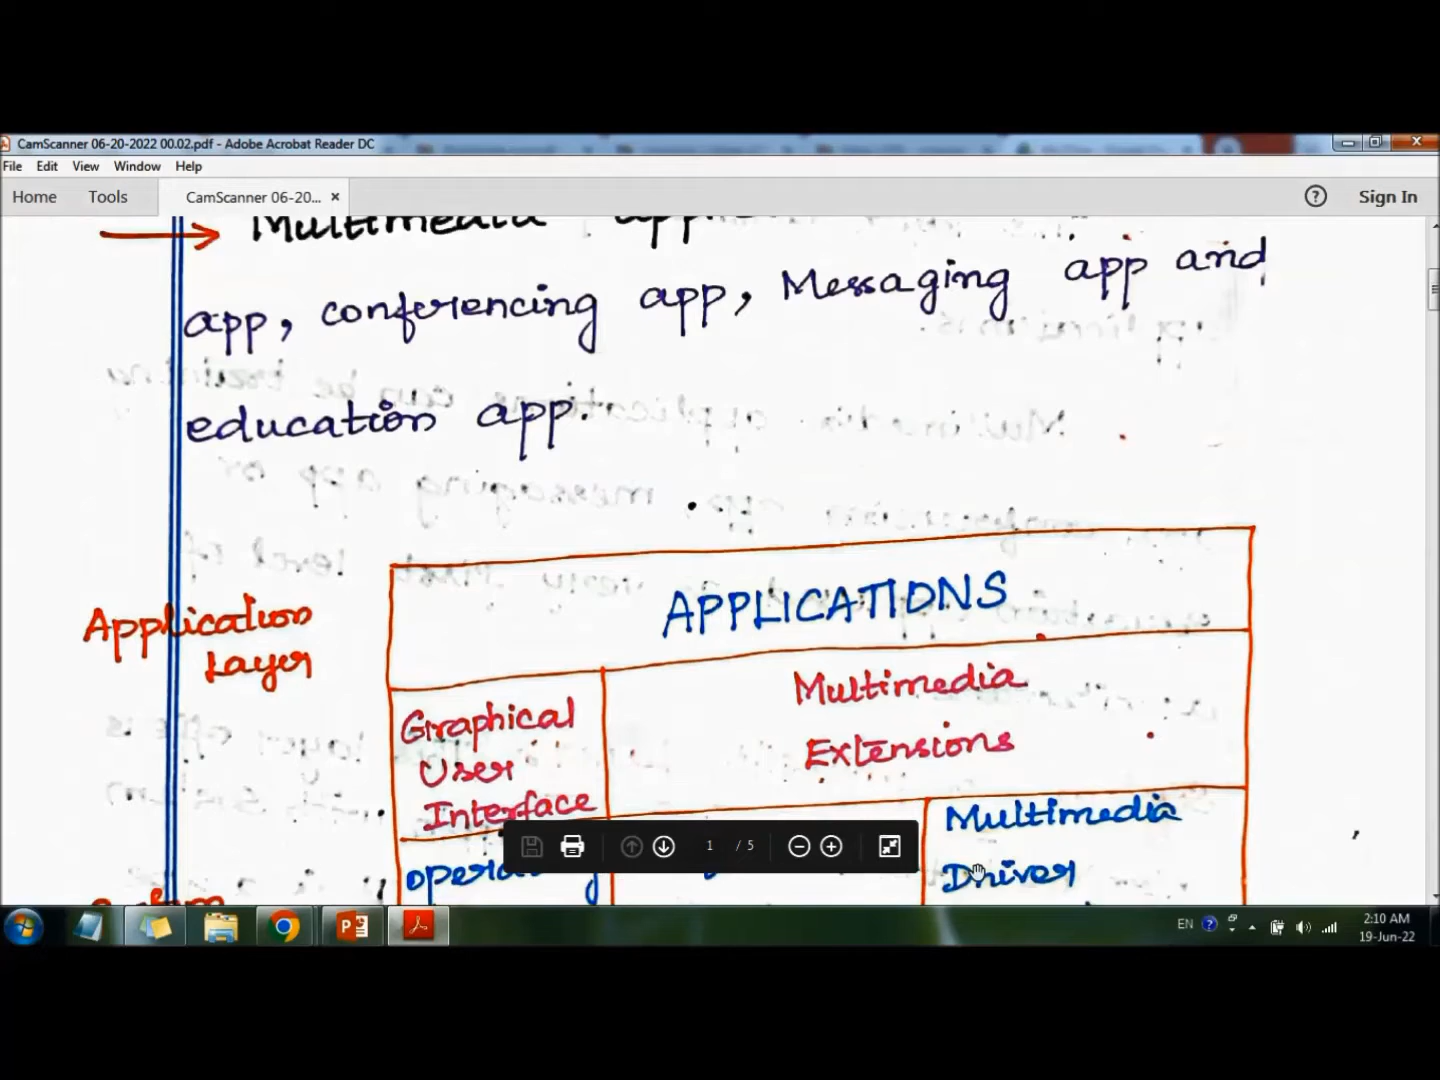 CamScanner 06-20-2022 00.02.pdf - Adobe Acrobat Reader DC
File Edit View Window Help
Home Tools CamScanner 06-20... × ? Sign In
Multimedia
app, conferencing app, Messaging app and
education app.
APPLICATIONS
Application
Layer
Multimedia
Extensions
Graphical
User
Interface
Multimedia
Driver
1 / 5
EN
2:10 AM
19-Jun-22